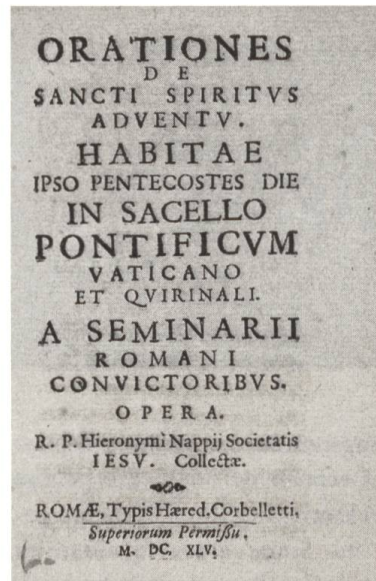 ORATIONES
DE
SANCTI SPIRITVS
ADVENTV.
HABITAE
IPSO PENTECOSTES DIE
IN SACELLO
PONTIFICVM
VATICANO
ET QVIRINALI.
A SEMINARII
ROMANI
CONVICTORIBVS.
OPERA.
R. P. Hieronymi Nappij Societatis
IESV. Collectæ.
ROMÆ, Typis Hæred. Corbelletti,
Superiorum Permissu.
M. DC. XLV.